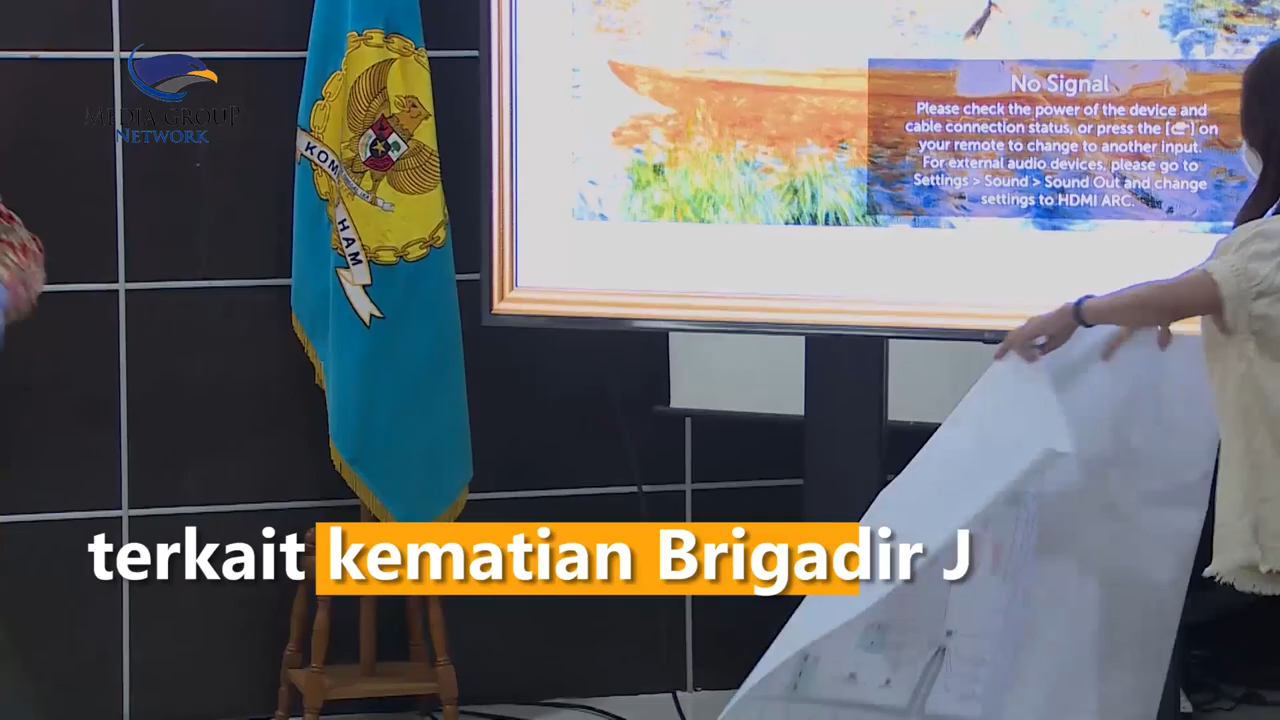 MEDIA GROUP
NETWORK
KOM
HAM
No Signal
Please check the power of the device and
cable connection status, or press the [ ] on
your remote to change to another input.
For external audio devices, please go to
Settings > Sound > Sound Out and change
settings to HDMI ARC.
terkait kematian Brigadir J